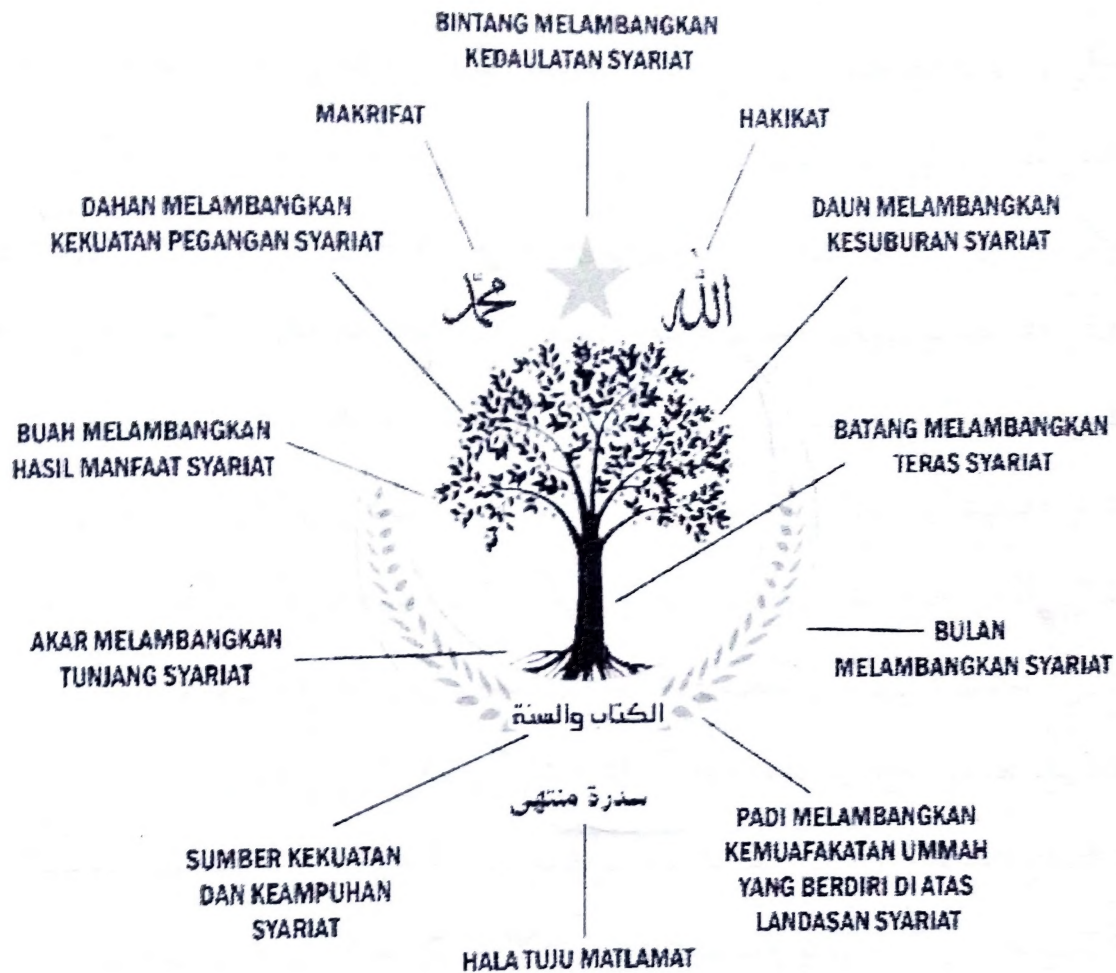 BINTANG MELAMBANGKAN
KEDAULATAN SYARIAT
MAKRIFAT
HAKIKAT
DAHAN MELAMBANGKAN
KEKUATAN PEGANGAN SYARIAT
DAUN MELAMBANGKAN
KESUBURAN SYARIAT
محمد
الله
BUAH MELAMBANGKAN
HASIL MANFAAT SYARIAT
BATANG MELAMBANGKAN
TERAS SYARIAT
AKAR MELAMBANGKAN
TUNJANG SYARIAT
BULAN
MELAMBANGKAN SYARIAT
الكتاب والسنة
سدرة منتهى
SUMBER KEKUATAN
DAN KEAMPUHAN
SYARIAT
PADI MELAMBANGKAN
KEMUAFAKATAN UMMAH
YANG BERDIRI DI ATAS
LANDASAN SYARIAT
HALA TUJU MATLAMAT